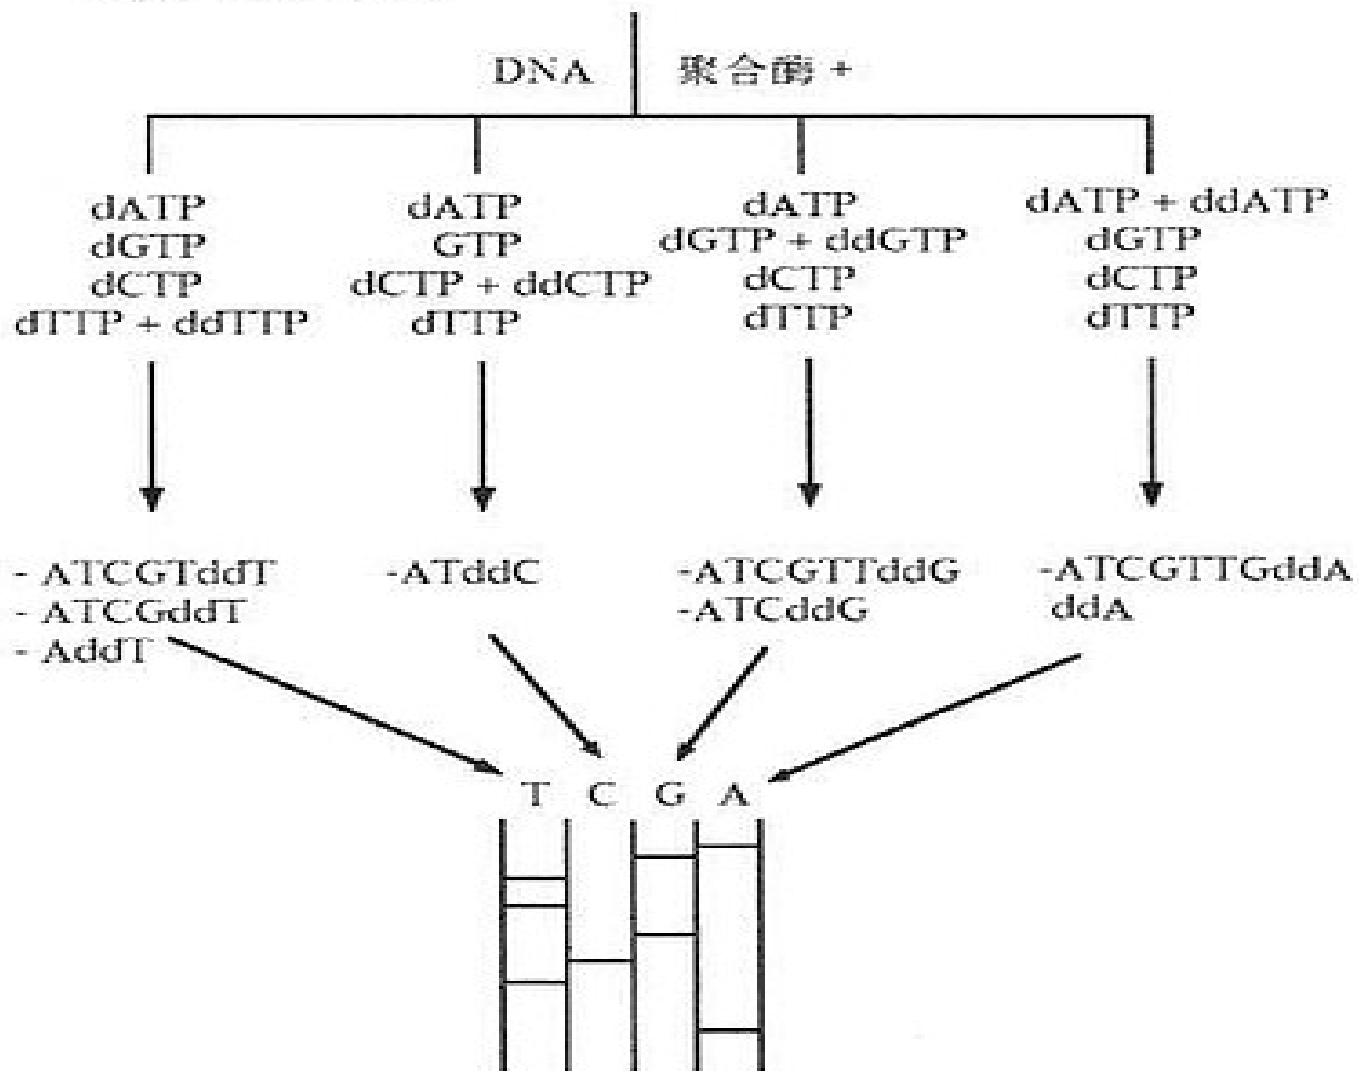 DNA 聚合酶 +
dATP dATP dATP dATP + ddATP
dGTP GTP dGTP + ddGTP dGTP
dCTP dCTP + ddCTP dCTP dCTP
dTTP + ddTTP dTTP dTTP dTTP
- ATCGTddT -ATddC -ATCGTTddG -ATCGTTGddA
- ATCGddT -ATCddG ddA
- AddT
T C G A